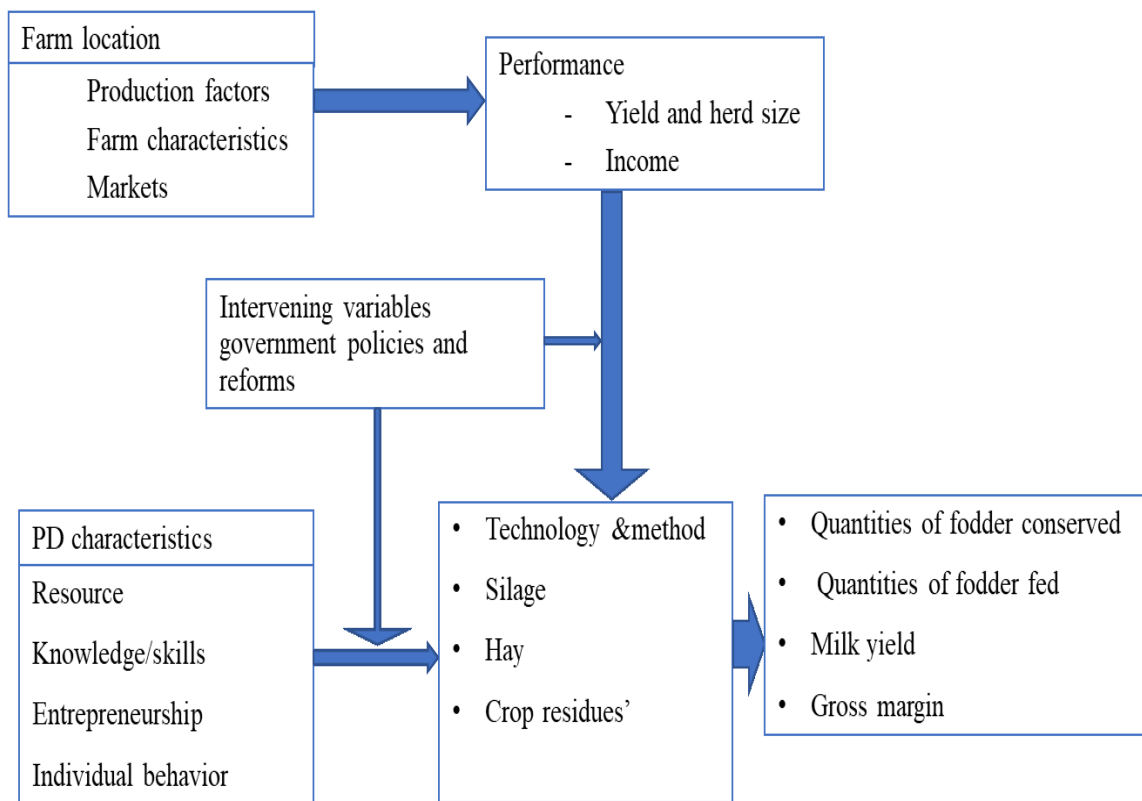 Farm location
Production factors
Farm characteristics
Markets
Performance
- Yield and herd size
- Income
Intervening variables
government policies and
reforms
PD characteristics
Resource
Knowledge/skills
Entrepreneurship
Individual behavior
• Technology &method
• Silage
• Hay
• Crop residues’
• Quantities of fodder conserved
• Quantities of fodder fed
• Milk yield
• Gross margin